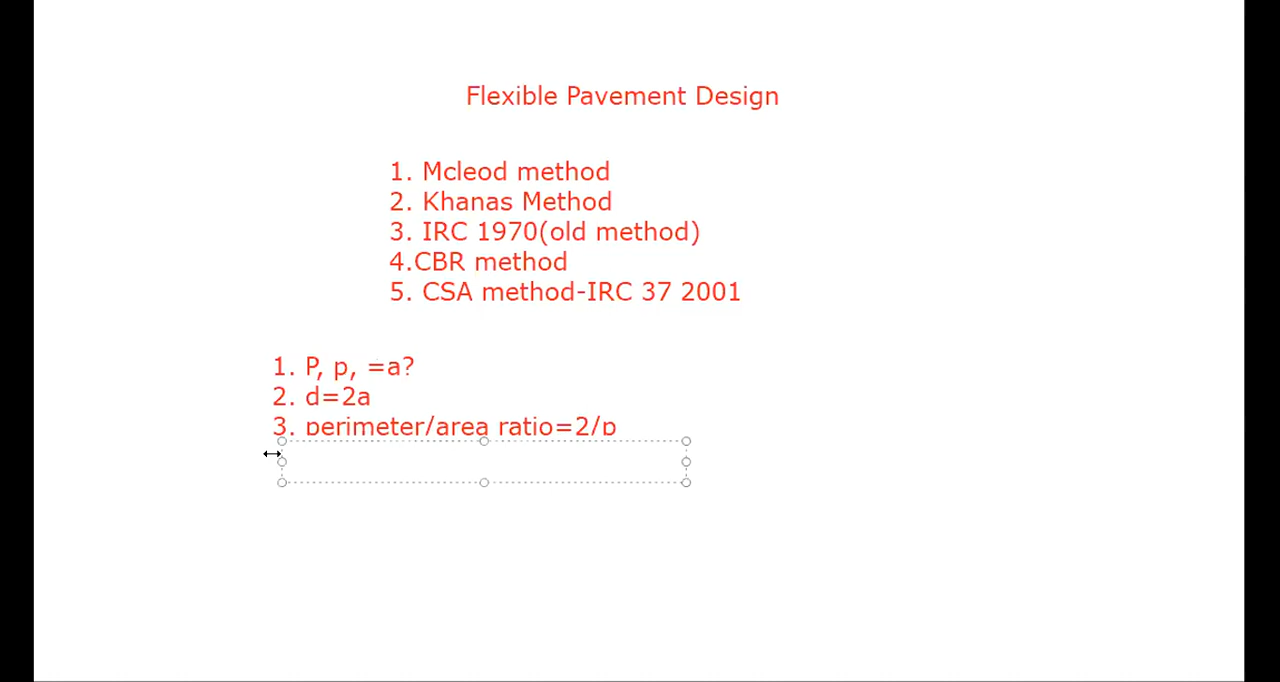 Flexible Pavement Design
1. Mcleod method
2. Khanas Method
3. IRC 1970(old method)
4.CBR method
5. CSA method-IRC 37 2001
1. P, p, =a?
2. d=2a
3. perimeter/area ratio=2/p